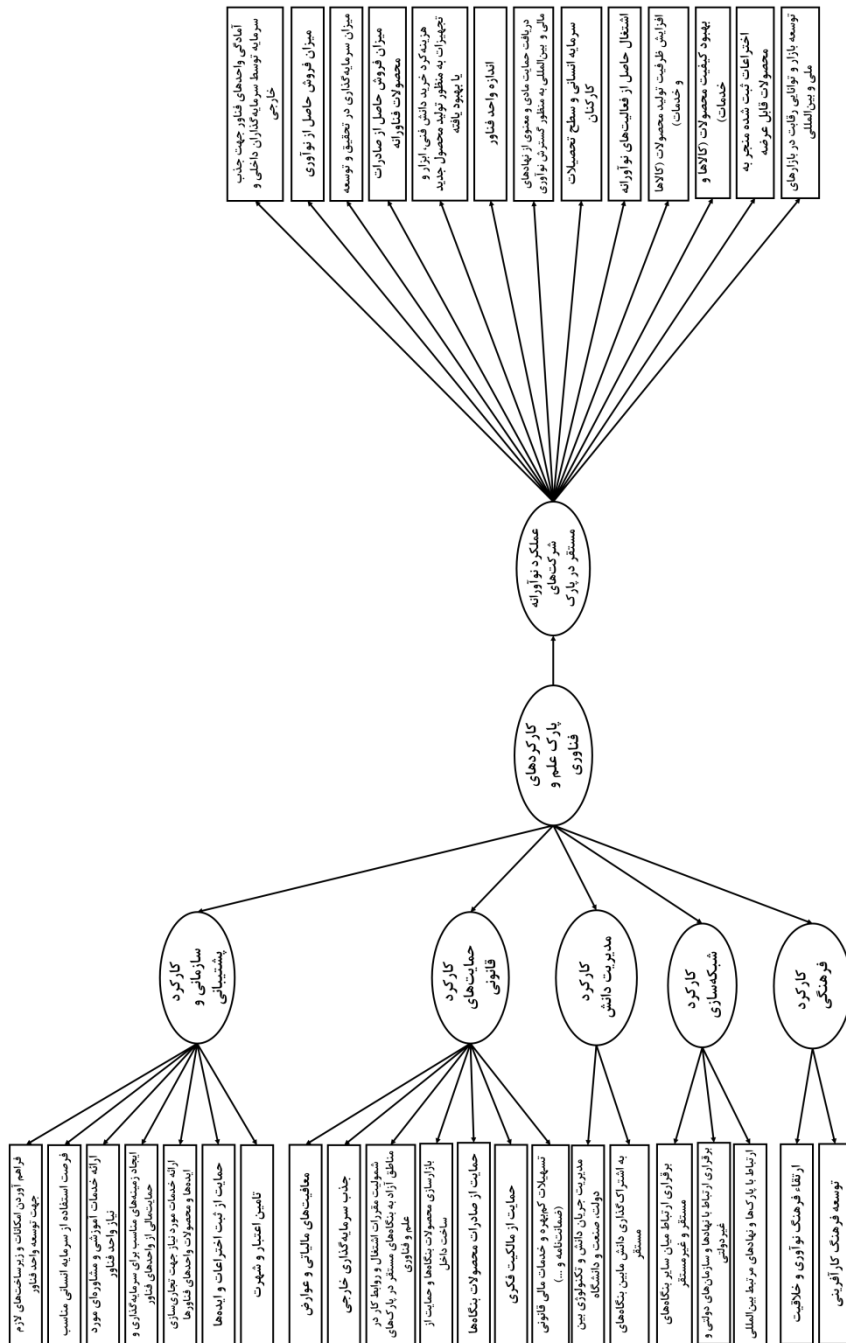 آمادگی واحدهای فناور جهت جذب
سرمایه توسط سرمایه‌گذاران داخلی و
خارجی
میزان فروش حاصل از نوآوری
میزان سرمایه‌گذاری در تحقیق و توسعه
میزان فروش حاصل از صادرات
محصولات فناورانه
هزینه‌کرد خرید دانش فنی، ابزار و
تجهیزات به منظور تولید محصول جدید
یا بهبود یافته
اندازه واحد فناور
دریافت حمایت مادی و معنوی از نهادهای
مالی و بین‌المللی به منظور گسترش نوآوری
سرمایه انسانی و سطح تحصیلات
کارکنان
اشتغال حاصل از فعالیت‌های نوآورانه
افزایش ظرفیت تولید محصولات (کالاها
و خدمات)
بهبود کیفیت محصولات (کالاها و
خدمات)
اختراعات ثبت شده منجر به
محصولات قابل عرضه
توسعه بازار و توانایی رقابت در بازارهای
ملی و بین‌المللی
عملکرد نوآورانه
شرکت‌های
مستقر در پارک
کارکردهای
پارک علم و
فناوری
کارکرد
سازمانی و
پشتیبانی
کارکرد
حمایت‌های
قانونی
کارکرد
مدیریت دانش
کارکرد
شبکه‌سازی
کارکرد
فرهنگی
فراهم آوردن امکانات و زیرساخت‌های لازم
جهت توسعه واحد فناور
فرصت استفاده از سرمایه انسانی مناسب
ارائه خدمات آموزشی و مشاوره‌ای مورد
نیاز واحد فناور
ایجاد زمینه‌های مناسب برای سرمایه‌گذاری و
حمایت‌مالی از واحدهای فناور
ارائه خدمات مورد نیاز جهت تجاری‌سازی
ایده‌ها و محصولات واحدهای فناورها
حمایت از ثبت اختراعات و ایده‌ها
تامین اعتبار و شهرت
معافیت‌های مالیاتی و عوارض
جذب سرمایه‌گذاری خارجی
شمولیت مقررات اشتغال و روابط کار در
مناطق آزاد به بنگاه‌های مستقر در پارک‌های
علم و فناوری
بازارسازی محصولات بنگاه‌ها و حمایت از
ساخت داخل
حمایت از صادرات محصولات بنگاه‌ها
حمایت از مالکیت فکری
تسهیلات کم‌بهره و خدمات مالی قانونی
(ضمانت‌نامه و ...)
مدیریت جریان دانش و تکنولوژی بین
دولت، صنعت و دانشگاه
به اشتراک‌گذاری دانش مابین بنگاه‌های
مستقر
برقراری ارتباط میان سایر بنگاه‌های
مستقر و غیرمستقر
برقراری ارتباط با نهادها و سازمان‌های دولتی و
غیردولتی
ارتباط با پارک‌ها و نهادهای مرتبط بین‌المللی
ارتقاء فرهنگ نوآوری و خلاقیت
توسعه فرهنگ کارآفرینی